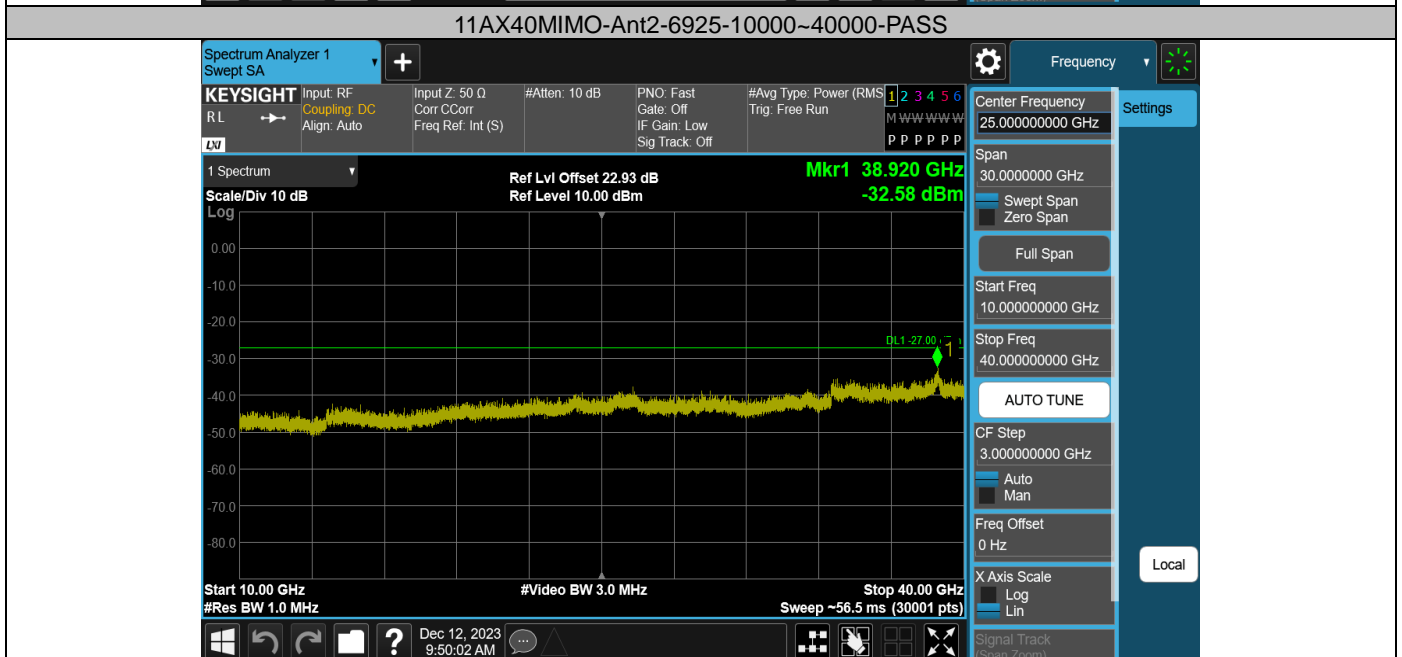 11AX40MIMO-Ant2-6925-10000~40000-PASS
Spectrum Analyzer 1
Swept SA
Frequency
KEYSIGHT
R L
LXI
Input: RF
Coupling: DC
Align: Auto
Input Z: 50 Ω
Corr CCorr
Freq Ref: Int (S)
#Atten: 10 dB
PNO: Fast
Gate: Off
IF Gain: Low
Sig Track: Off
#Avg Type: Power (RMS
Trig: Free Run
1 2 3 4 5 6
M W W W W W
P P P P P P
1 Spectrum
Scale/Div 10 dB
Log
Ref Lvl Offset 22.93 dB
Ref Level 10.00 dBm
Mkr1 38.920 GHz
-32.58 dBm
0.00
-10.0
-20.0
-30.0
-40.0
-50.0
-60.0
-70.0
-80.0
DL1 -27.00
1
Start 10.00 GHz
#Res BW 1.0 MHz
#Video BW 3.0 MHz
Stop 40.00 GHz
Sweep ~56.5 ms (30001 pts)
Dec 12, 2023
9:50:02 AM
Center Frequency
25.000000000 GHz
Settings
Span
30.0000000 GHz
Swept Span
Zero Span
Full Span
Start Freq
10.000000000 GHz
Stop Freq
40.000000000 GHz
AUTO TUNE
CF Step
3.000000000 GHz
Auto
Man
Freq Offset
0 Hz
X Axis Scale
Log
Lin
Signal Track
(Span Zoom)
Local